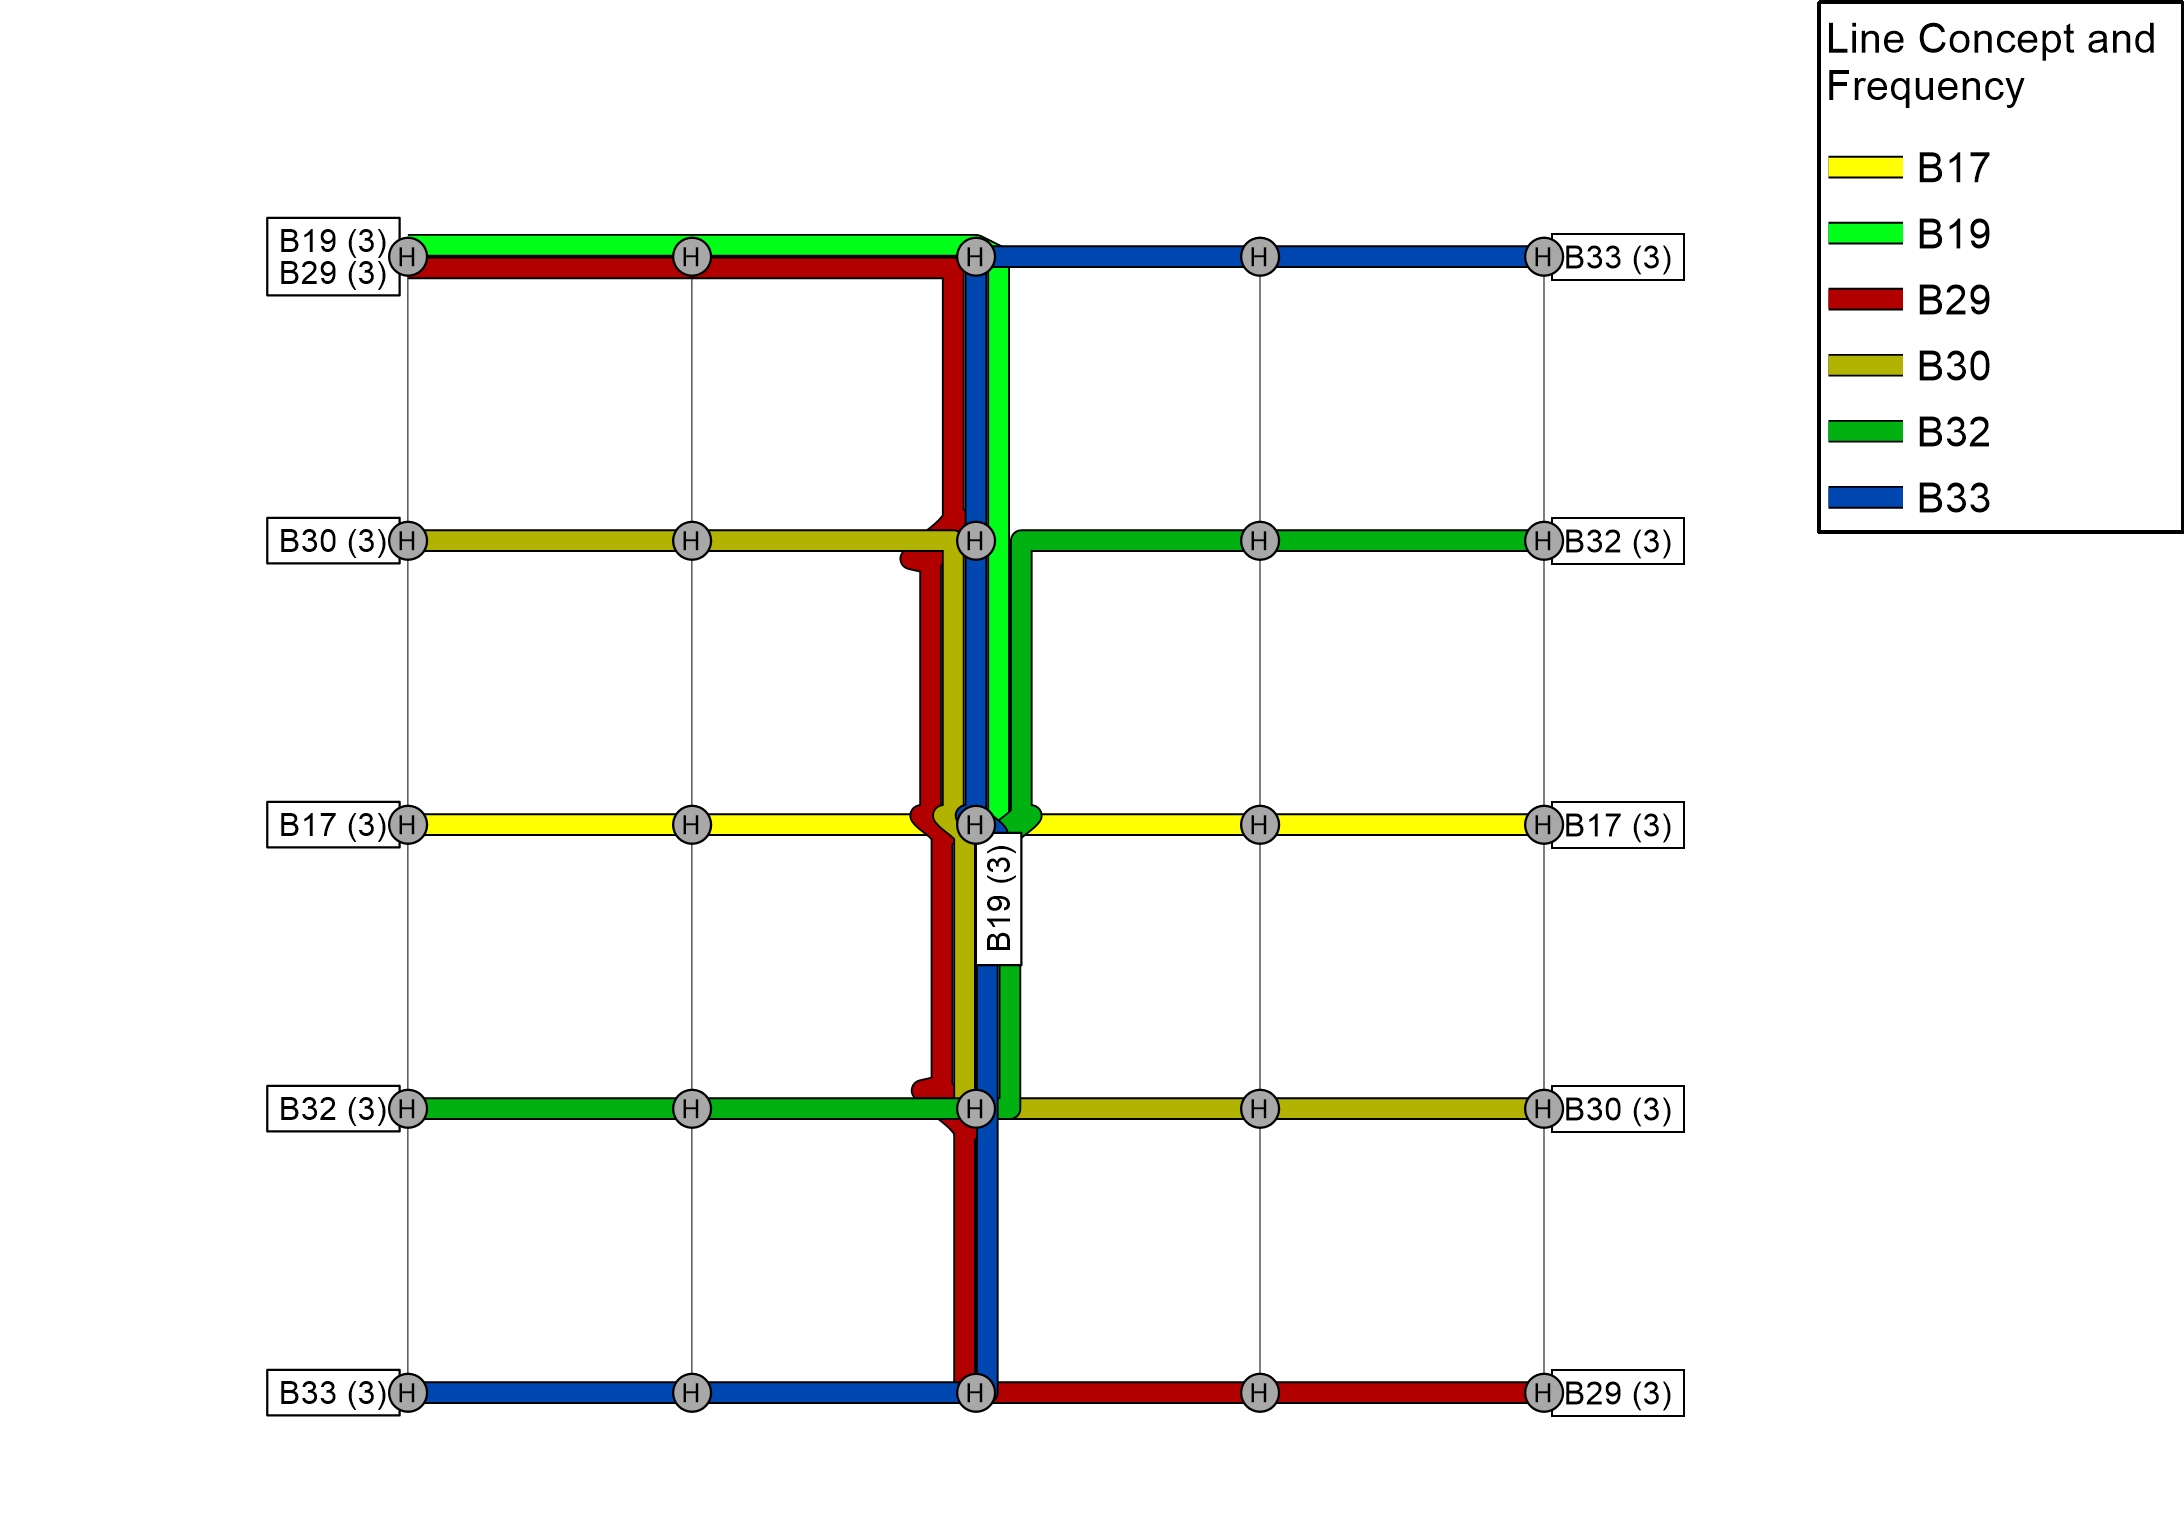 Line Concept and
Frequency
B17
B19
B29
B30
B32
B33
B19 (3)
B29 (3)
H
H
H
H
H
B33 (3)
B30 (3)
H
H
H
H
H
B32 (3)
B17 (3)
H
H
H
H
H
B17 (3)
B19 (3)
B32 (3)
H
H
H
H
H
B30 (3)
B33 (3)
H
H
H
H
H
B29 (3)